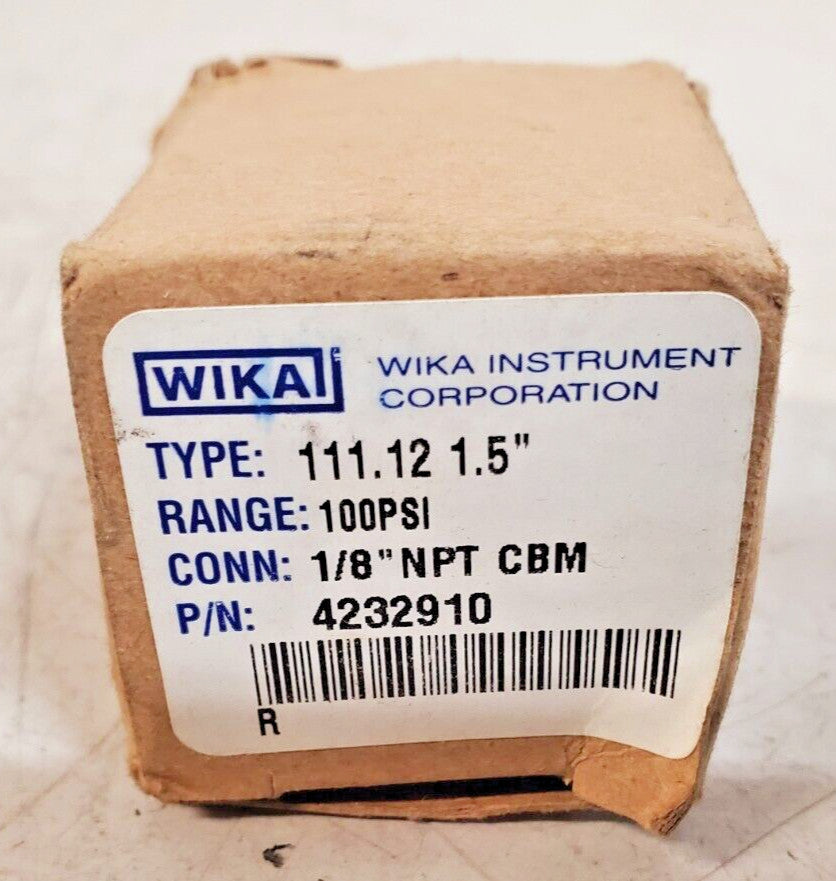 WIKA WIKA INSTRUMENT
CORPORATION
TYPE: 111.12 1.5"
RANGE: 100PSI
CONN: 1/8" NPT CBM
P/N: 4232910
R